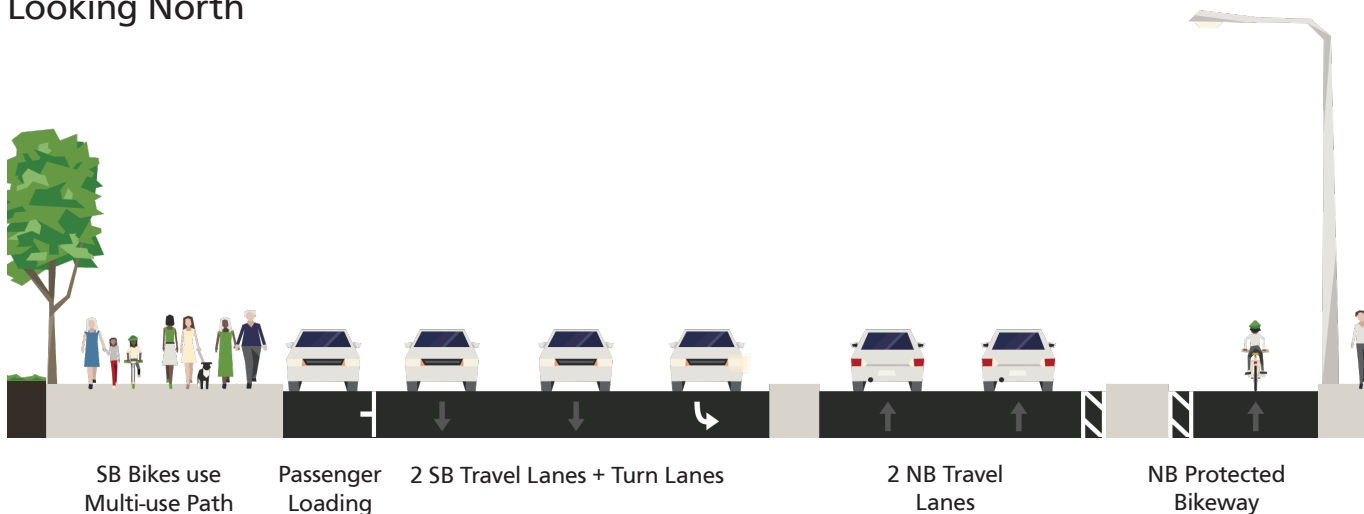 Looking North
SB Bikes use
Multi-use Path
Passenger
Loading
2 SB Travel Lanes + Turn Lanes
2 NB Travel
Lanes
NB Protected
Bikeway